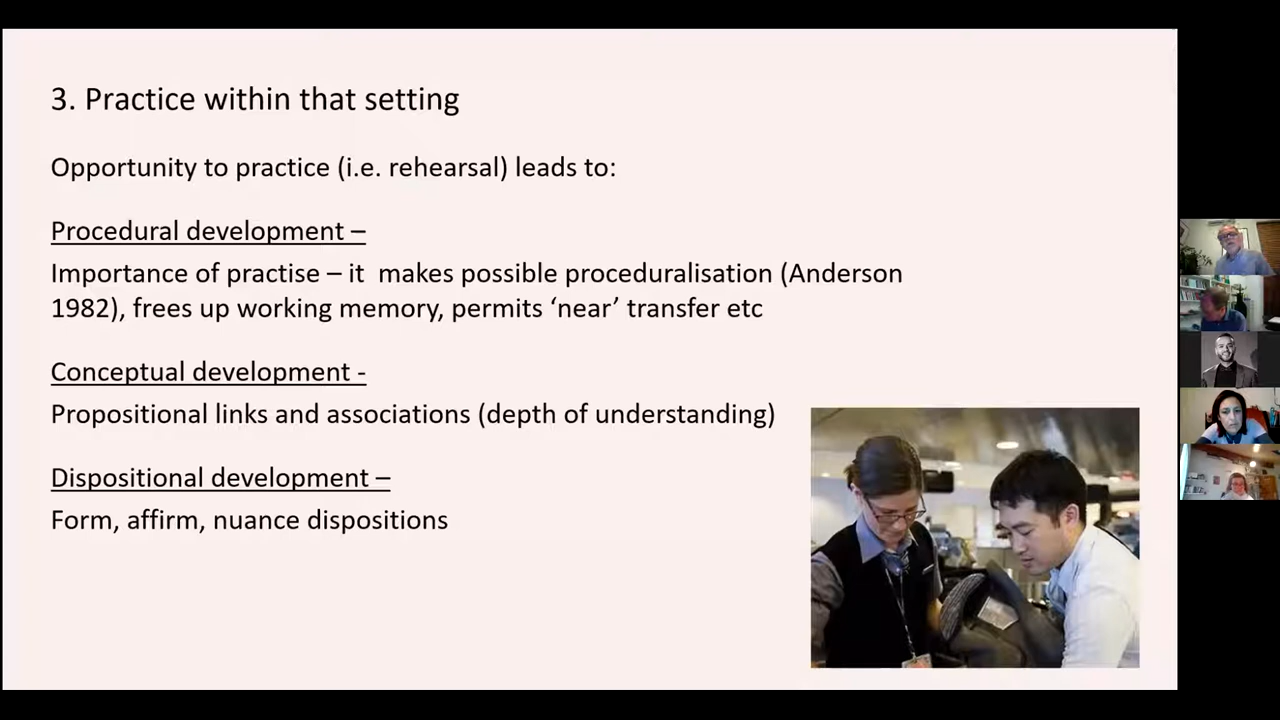 3. Practice within that setting
Opportunity to practice (i.e. rehearsal) leads to:
Procedural development –
Importance of practise – it  makes possible proceduralisation (Anderson
1982), frees up working memory, permits ‘near’ transfer etc
Conceptual development -
Propositional links and associations (depth of understanding)
Dispositional development –
Form, affirm, nuance dispositions